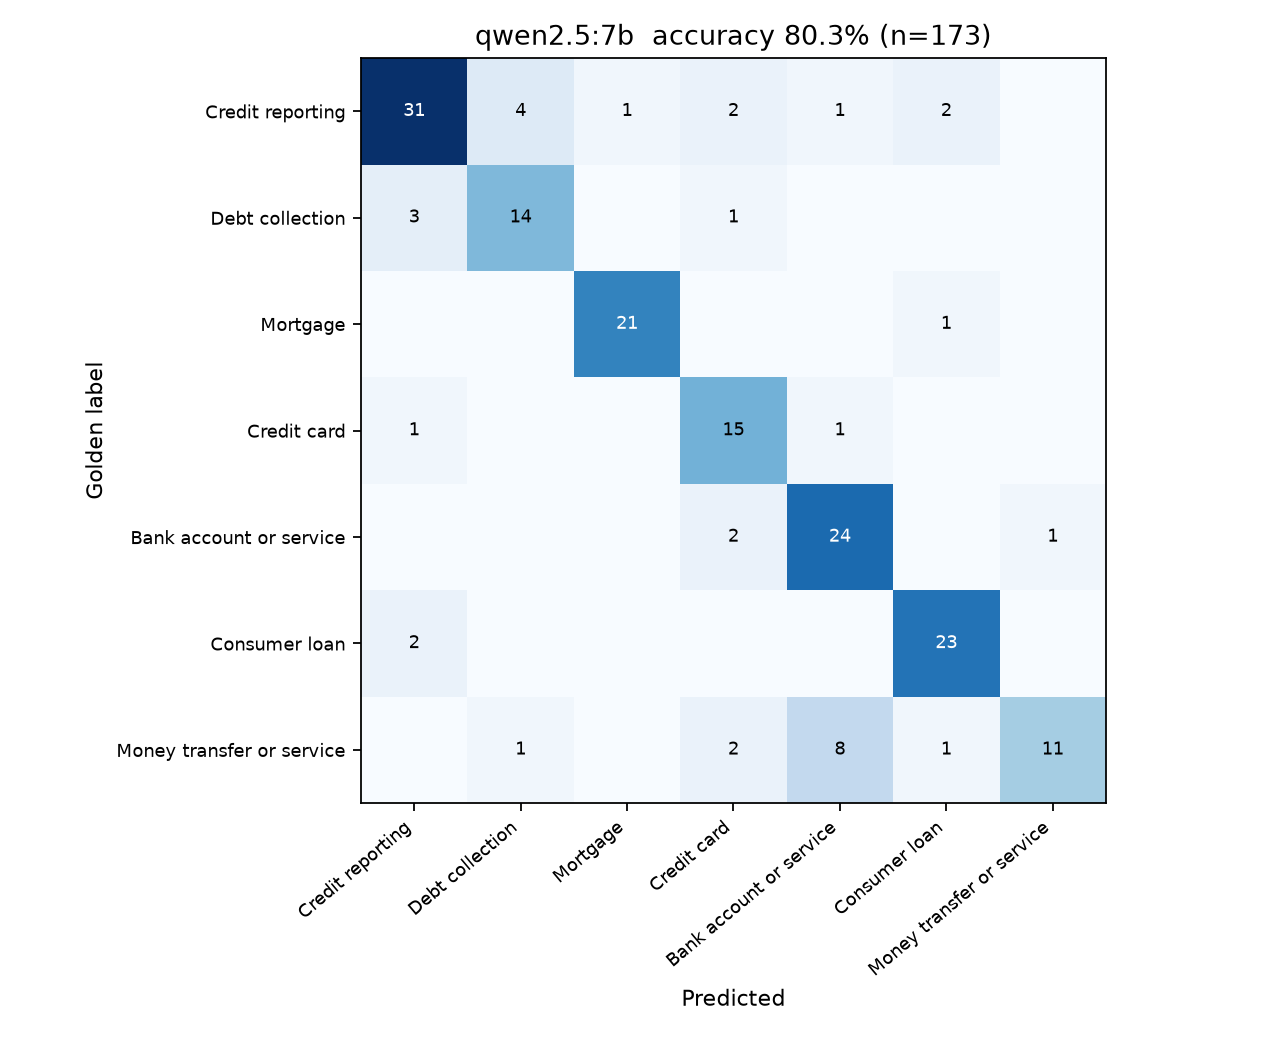 qwen2.5:7b  accuracy 80.3% (n=173)
Golden label
Credit reporting 31 4 1 2 1 2
Debt collection 3 14 1
Mortgage 21 1
Credit card 1 15 1
Bank account or service 2 24 1
Consumer loan 2 23
Money transfer or service 1 2 8 1 11
Credit reporting
Debt collection
Mortgage
Credit card
Bank account or service
Consumer loan
Money transfer or service
Predicted